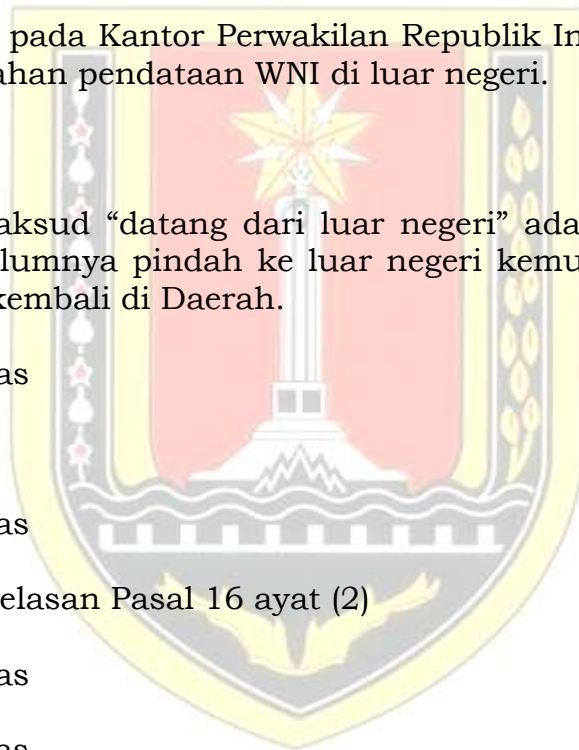 pada Kantor Perwakilan Republik In
ahan pendataan WNI di luar negeri.
aksud “datang dari luar negeri” ada
lumnya pindah ke luar negeri kemu
kembali di Daerah.
as
as
elasan Pasal 16 ayat (2)
as
as